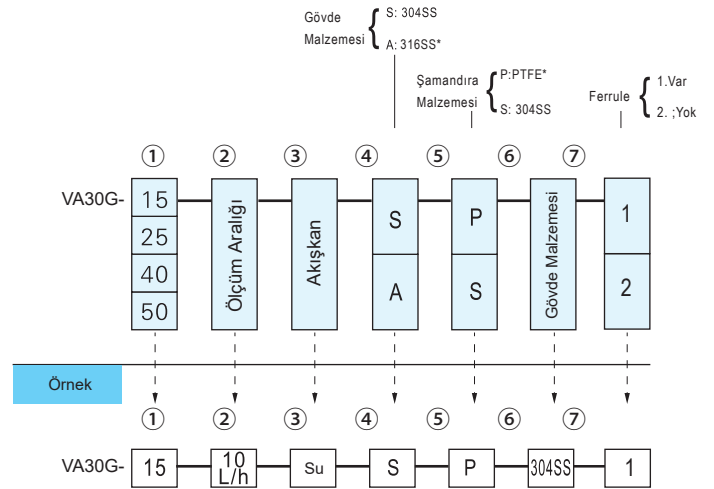 Gövde
Malzemesi
S: 304SS
A: 316SS*
Şamandıra
Malzemesi
P:PTFE*
S: 304SS
Ferrule
1.Var
2. ;Yok
① ② ③ ④ ⑤ ⑥ ⑦
VA30G-
15
25
40
50
Ölçüm Aralığı
Akışkan
S
A
P
S
Gövde Malzemesi
1
2
Örnek
① ② ③ ④ ⑤ ⑥ ⑦
VA30G-
15
10
L/h
Su
S
P
304SS
1